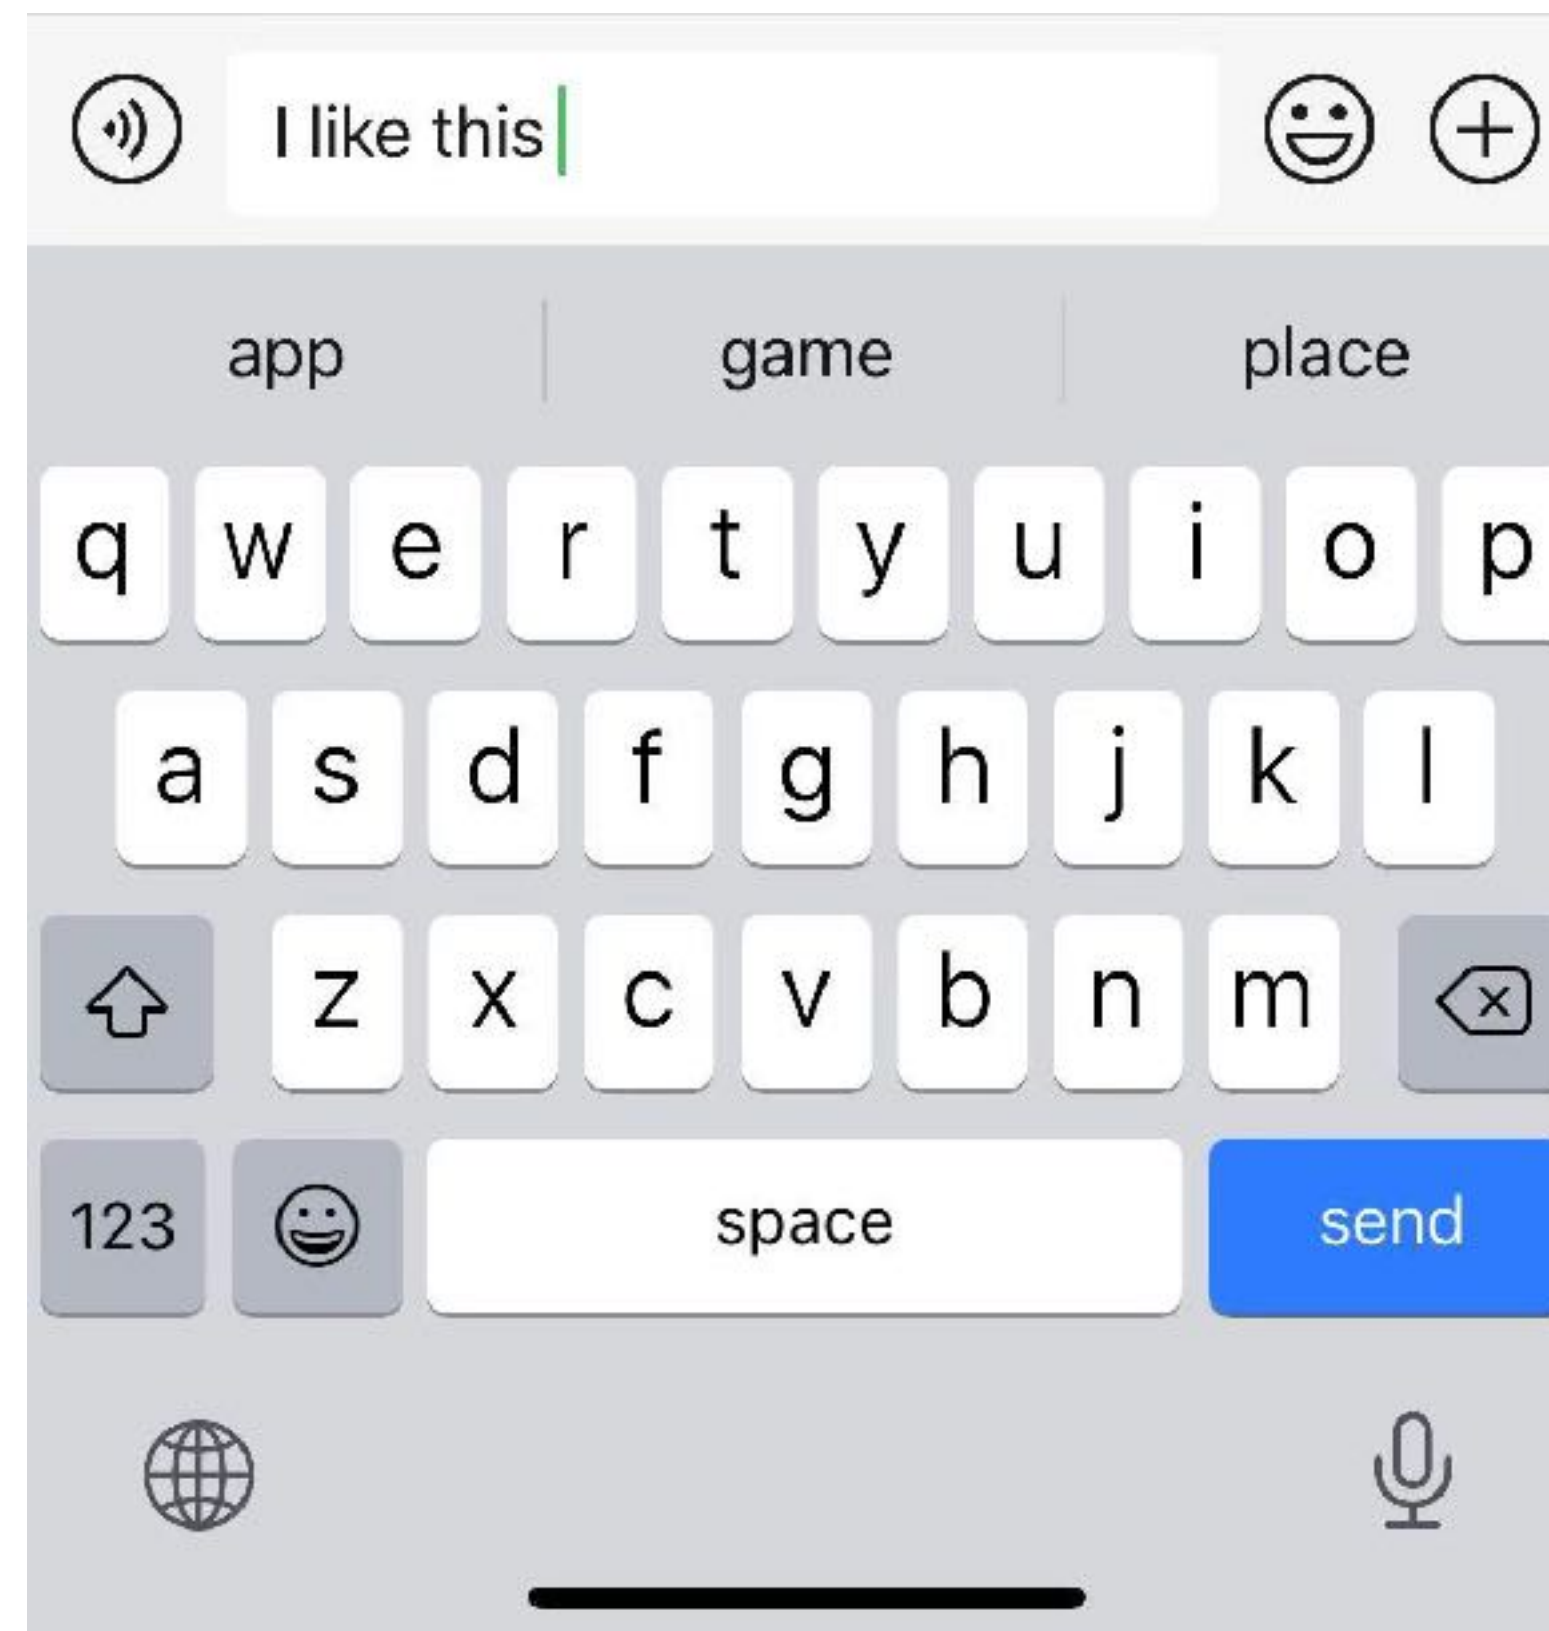 I like this
app game place
q w e r t y u i o p
a s d f g h j k l
z x c v b n m
123 space send